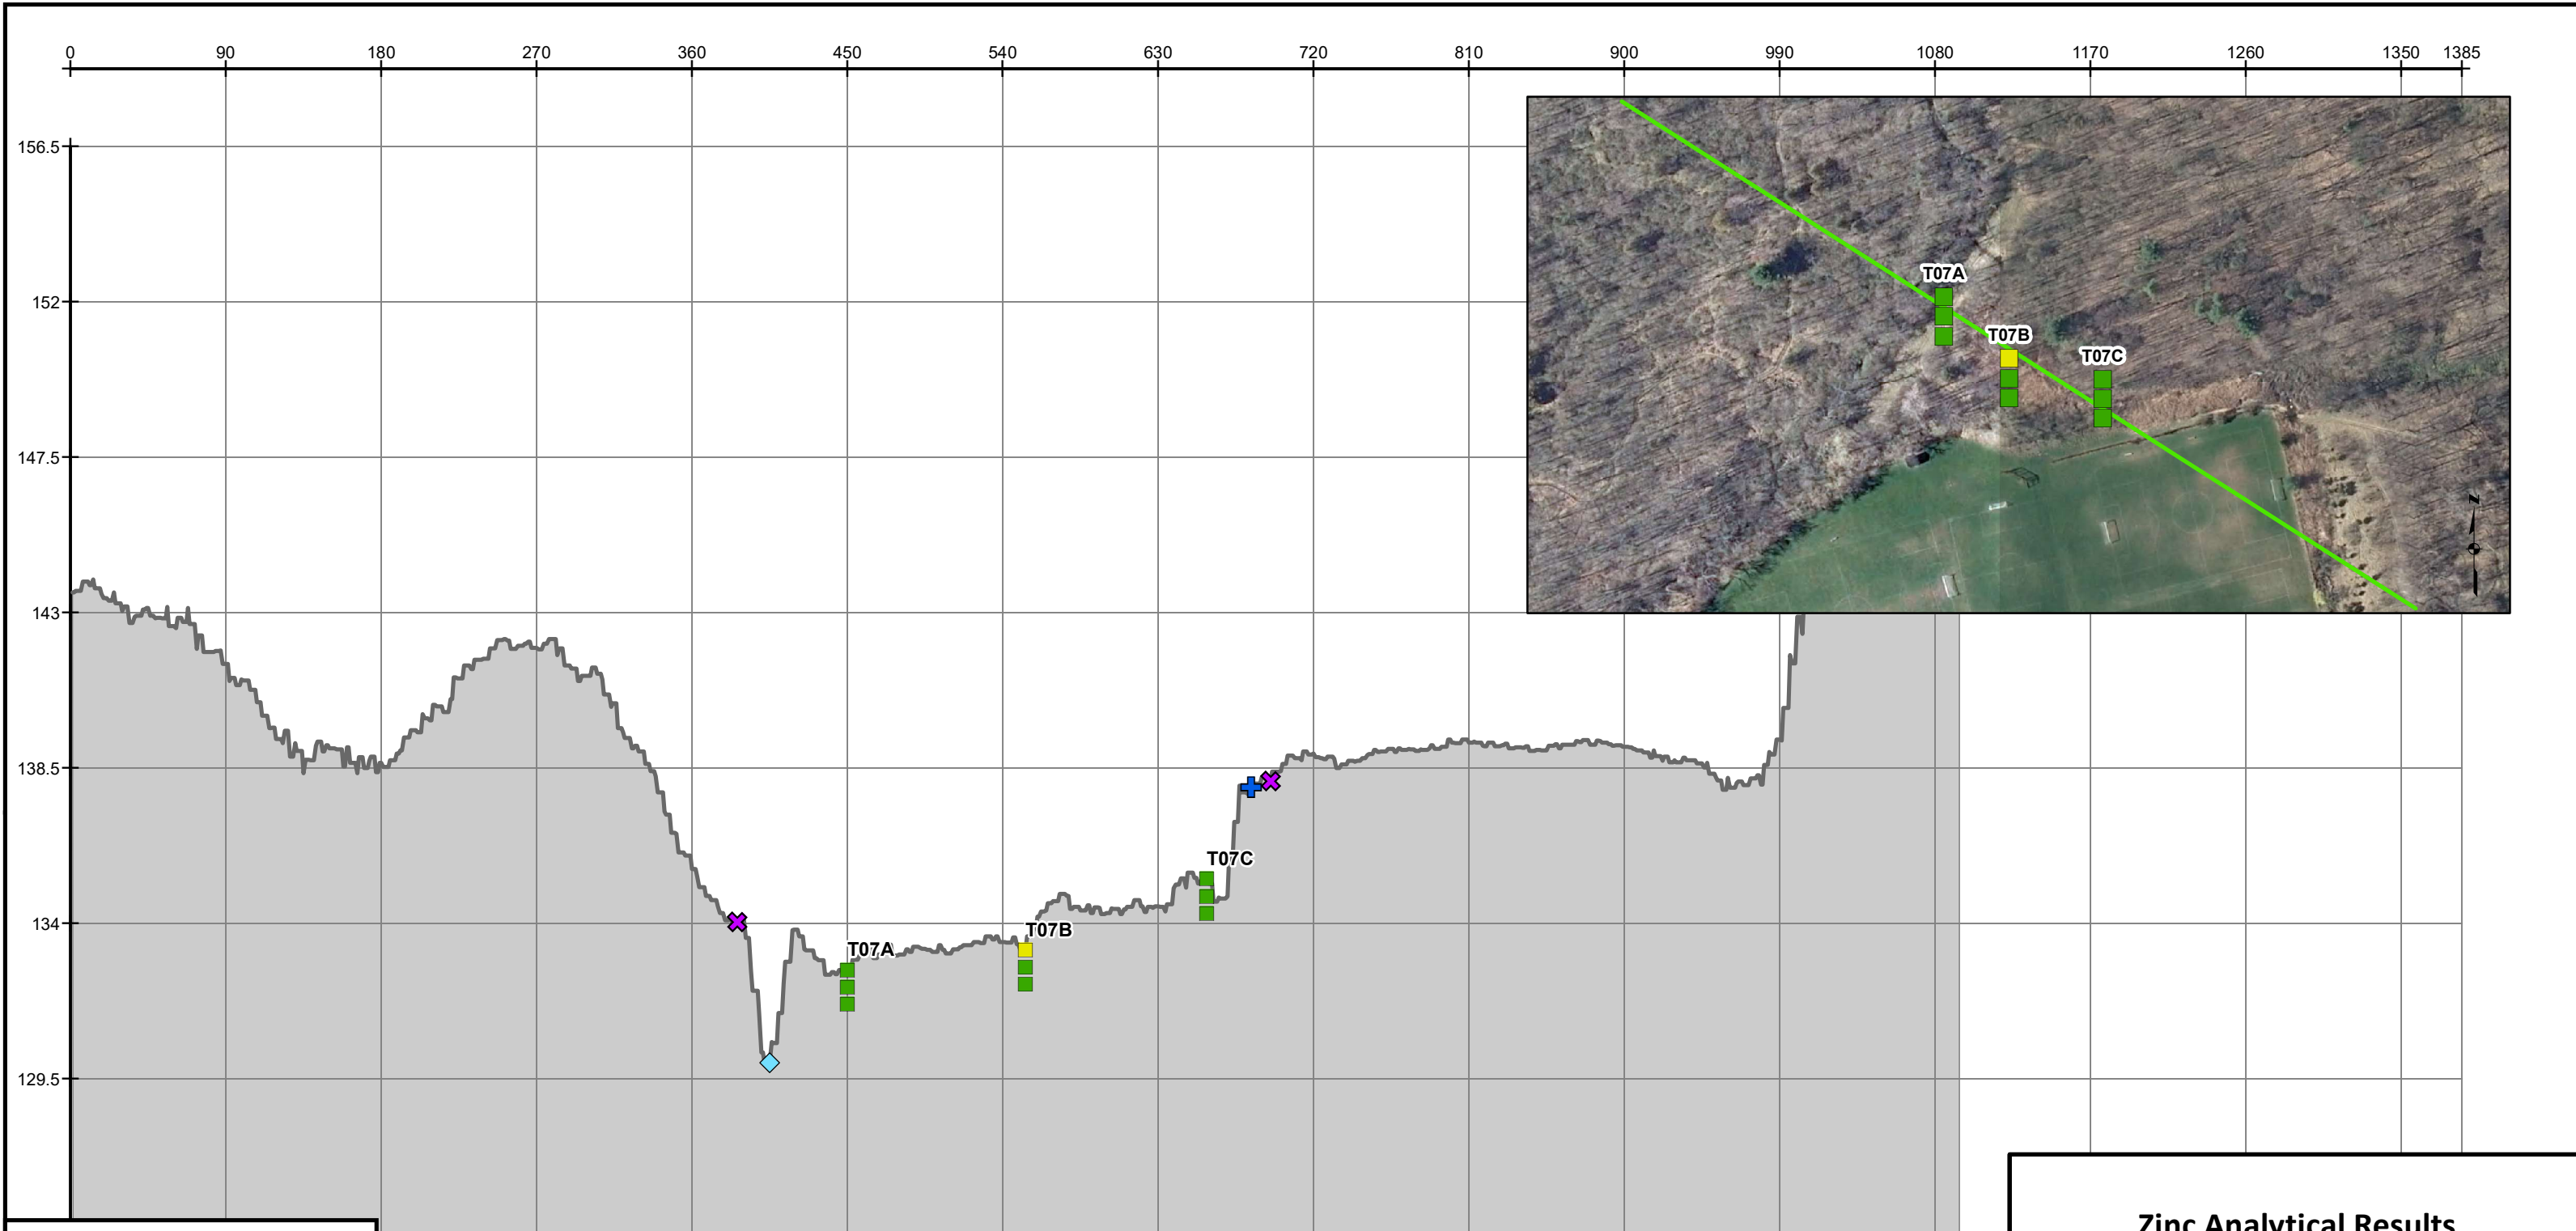 0 90 180 270 360 450 540 630 720 810 900 990 1080 1170 1260 1350 1385
156.5
152
147.5
143
138.5
134
129.5
T07A
T07B
T07C
N
T07C
T07B
T07A
Zinc Analytical Results